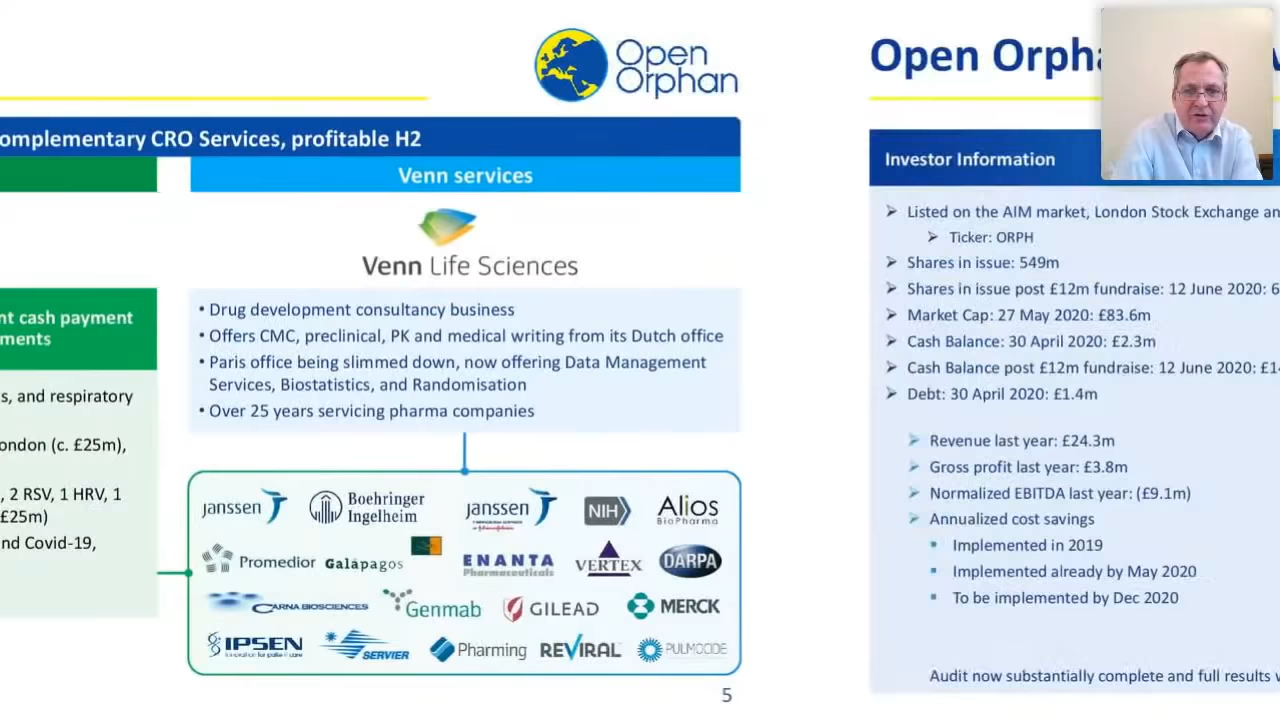 Open
Orphan
omplementary CRO Services, profitable H2
Venn services
Venn Life Sciences
nt cash payment
ments
• Drug development consultancy business
• Offers CMC, preclinical, PK and medical writing from its Dutch office
• Paris office being slimmed down, now offering Data Management
Services, Biostatistics, and Randomisation
• Over 25 years servicing pharma companies
s, and respiratory
ondon (c. £25m),
, 2 RSV, 1 HRV, 1
£25m)
nd Covid-19,
janssen
Boehringer
Ingelheim
janssen
NIH
Alios
BioPharma
Promedior
Galápagos
ENANTA
Pharmaceuticals
VERTEX
DARPA
CARNA BIOSCIENCES
Genmab
GILEAD
MERCK
IPSEN
Innovation for patient care
SERVIER
Pharming
REVIRAL
PULMOCIDE
5
Open Orpha
Investor Information
Listed on the AIM market, London Stock Exchange an
Ticker: ORPH
Shares in issue: 549m
Shares in issue post £12m fundraise: 12 June 2020: 6
Market Cap: 27 May 2020: £83.6m
Cash Balance: 30 April 2020: £2.3m
Cash Balance post £12m fundraise: 12 June 2020: £14
Debt: 30 April 2020: £1.4m
Revenue last year: £24.3m
Gross profit last year: £3.8m
Normalized EBITDA last year: (£9.1m)
Annualized cost savings
Implemented in 2019
Implemented already by May 2020
To be implemented by Dec 2020
Audit now substantially complete and full results w